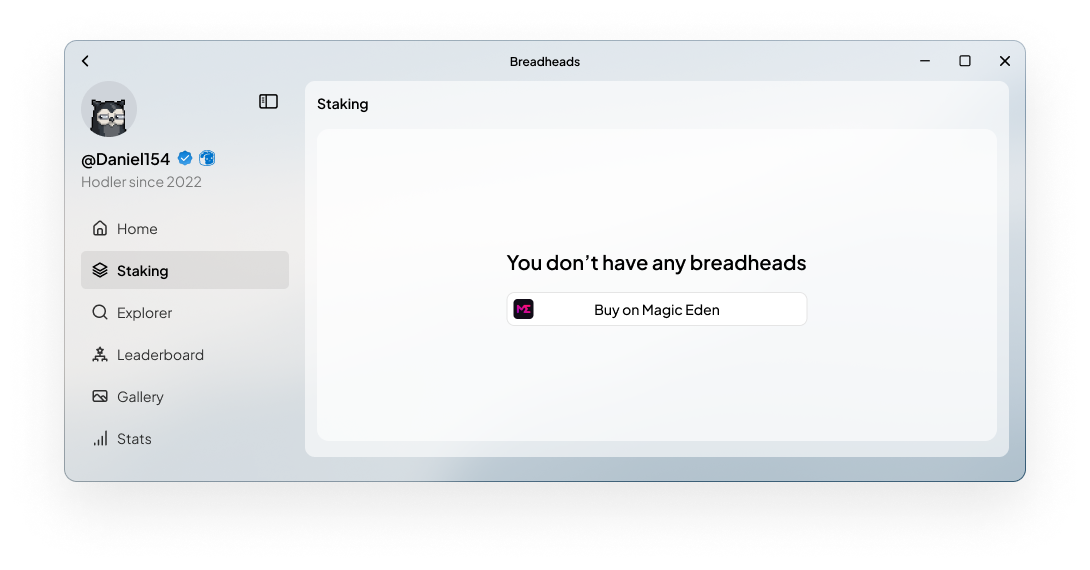 Breadheads
@Daniel154
Hodler since 2022
Home
Staking
Explorer
Leaderboard
Gallery
Stats
Staking
You don’t have any breadheads
ME Buy on Magic Eden